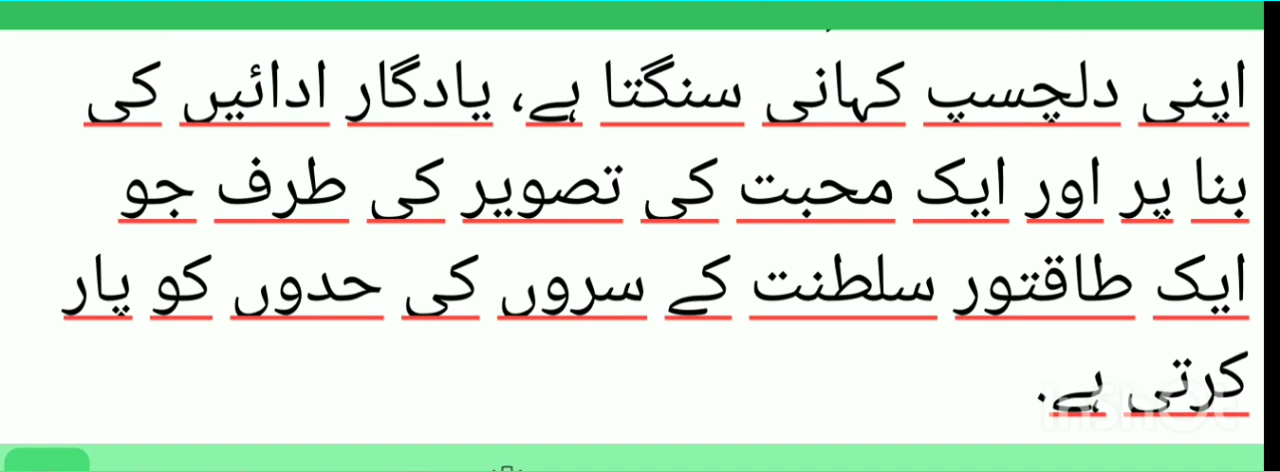 اپنی دلچسپ کہانی سنگتا ہے، یادگار ادائیں کی
بنا پر اور ایک محبت کی تصویر کی طرف جو
ایک طاقتور سلطنت کے سروں کی حدوں کو پار
کرتی ہے.
InShOt